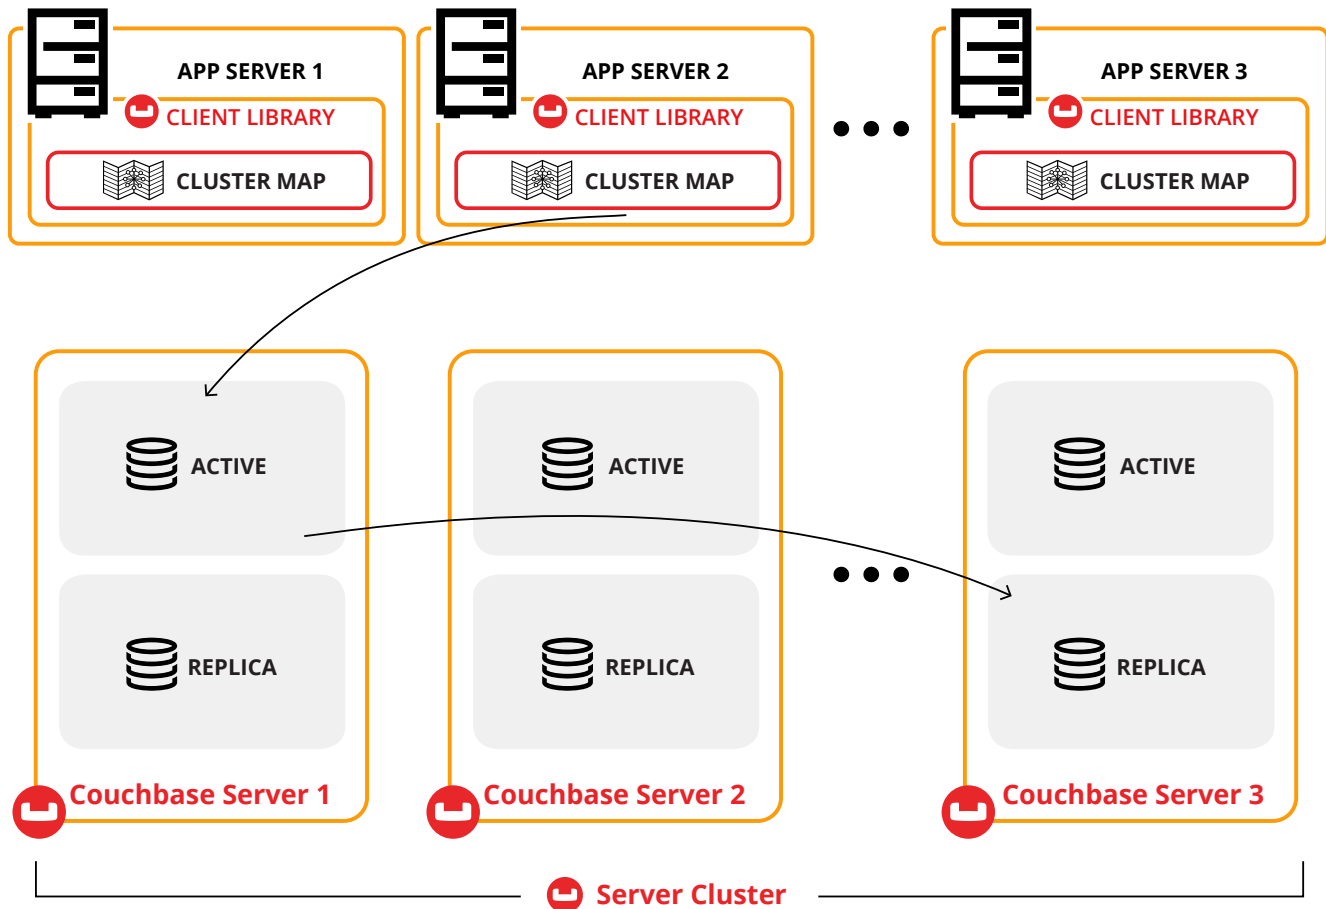 APP SERVER 1
CLIENT LIBRARY
CLUSTER MAP
APP SERVER 2
CLIENT LIBRARY
CLUSTER MAP
APP SERVER 3
CLIENT LIBRARY
CLUSTER MAP
ACTIVE
REPLICA
Couchbase Server 1
ACTIVE
REPLICA
Couchbase Server 2
ACTIVE
REPLICA
Couchbase Server 3
Server Cluster